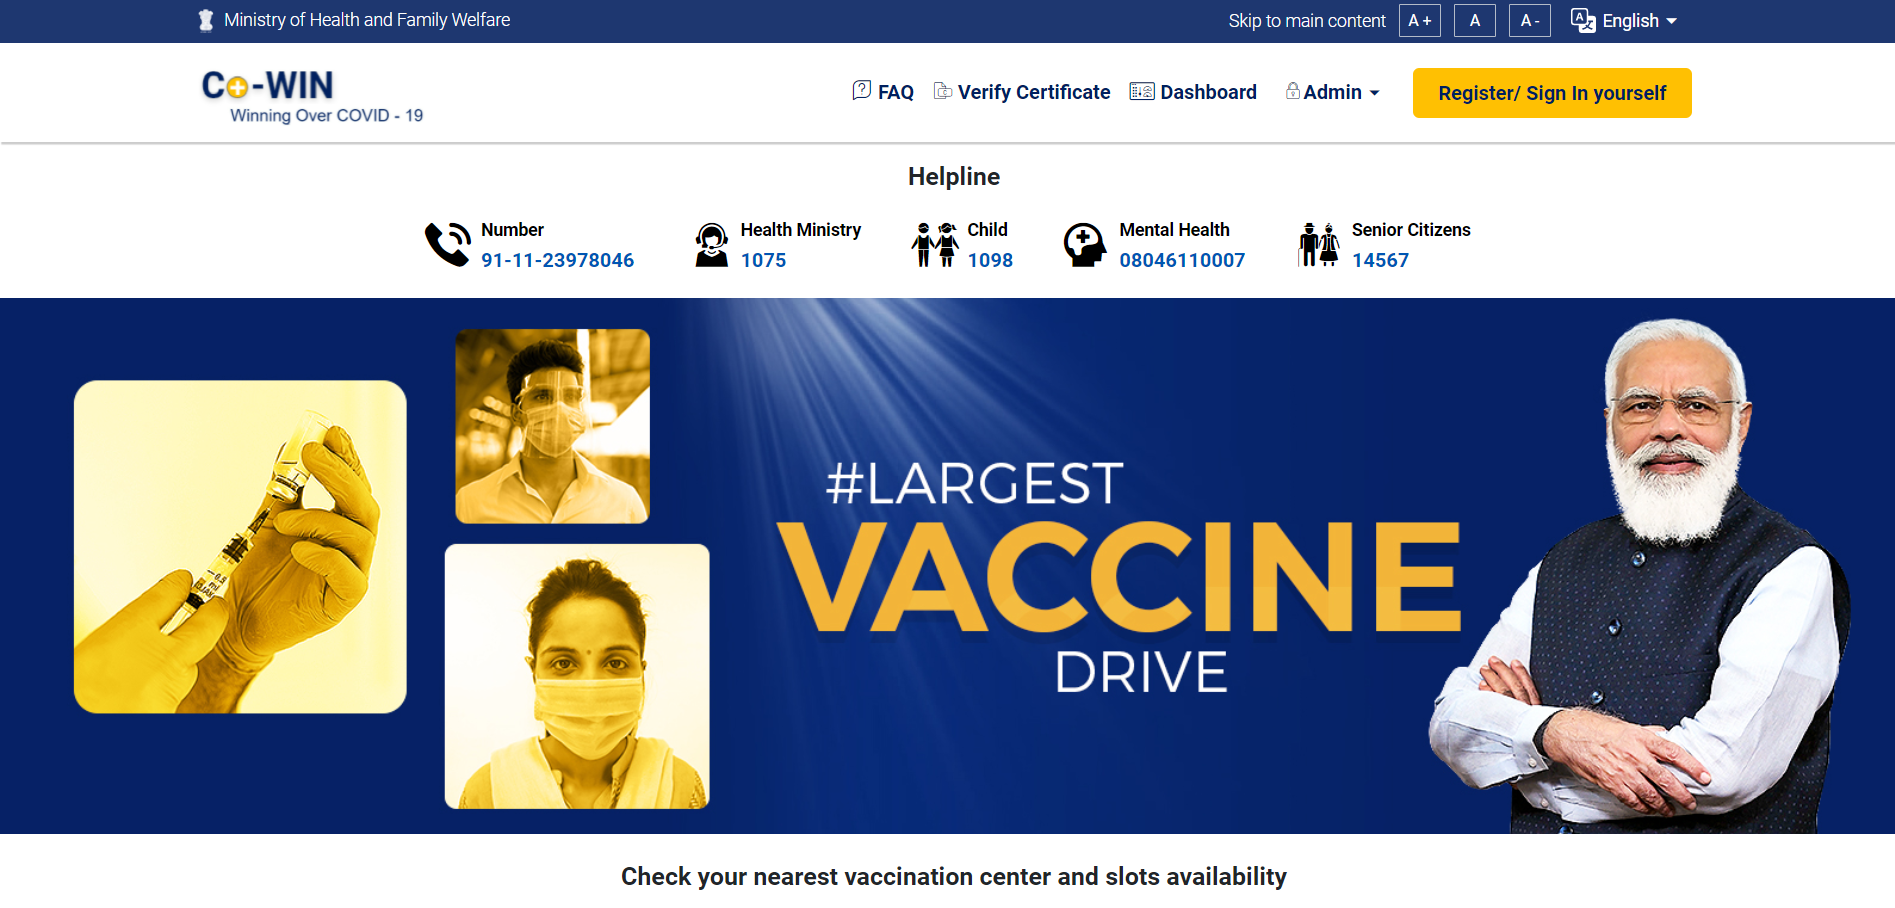 Ministry of Health and Family Welfare
Skip to main content A + A A - English
Co-WIN
Winning Over COVID - 19
FAQ Verify Certificate Dashboard Admin Register/ Sign In yourself
Helpline
Number
91-11-23978046
Health Ministry
1075
Child
1098
Mental Health
08046110007
Senior Citizens
14567
#LARGEST
VACCINE
DRIVE
Check your nearest vaccination center and slots availability